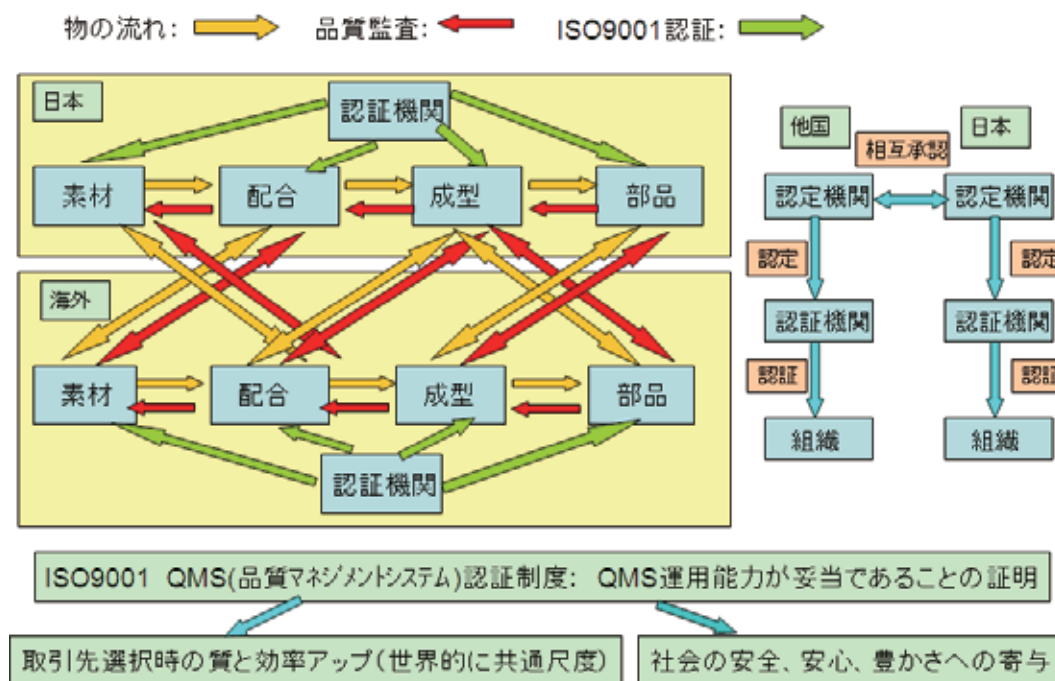 物の流れ: 品質監査: ISO9001認証:
日本
認証機関
素材 配合 成型 部品
海外
素材 配合 成型 部品
認証機関
他国 日本
相互承認
認定機関 認定機関
認定 認定
認証機関 認証機関
認証 認証
組織 組織
ISO9001 QMS(品質マネジメントシステム)認証制度: QMS運用能力が妥当であることの証明
取引先選択時の質と効率アップ(世界的に共通尺度) 社会の安全、安心、豊かさへの寄与